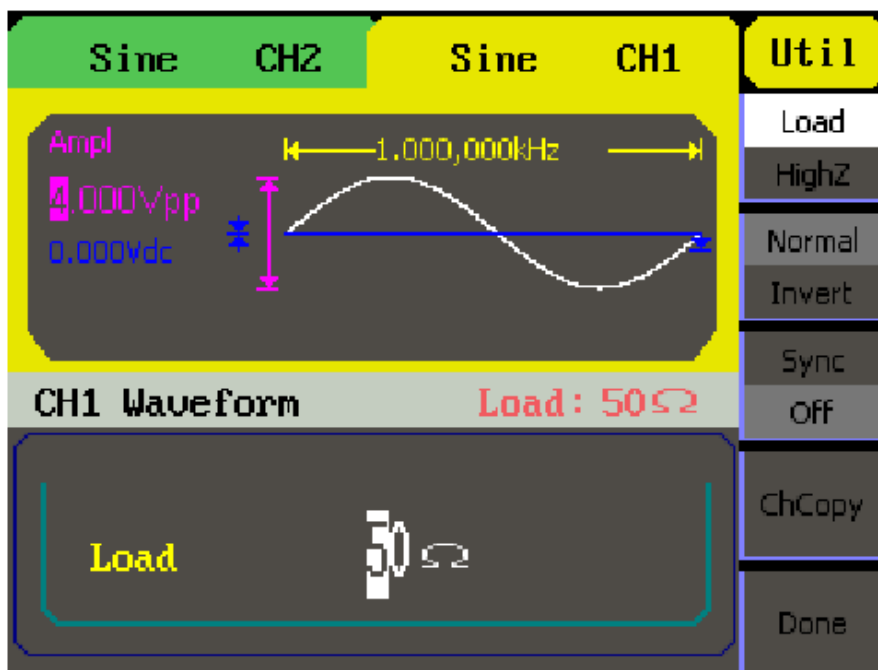 Sine CH2 Sine CH1 Util
Ampl
4.000Vpp
0.000Vdc
1.000,000kHz
CH1 Waveform Load: 50Ω
Load 50Ω
Load
HighZ
Normal
Invert
Sync
Off
ChCopy
Done